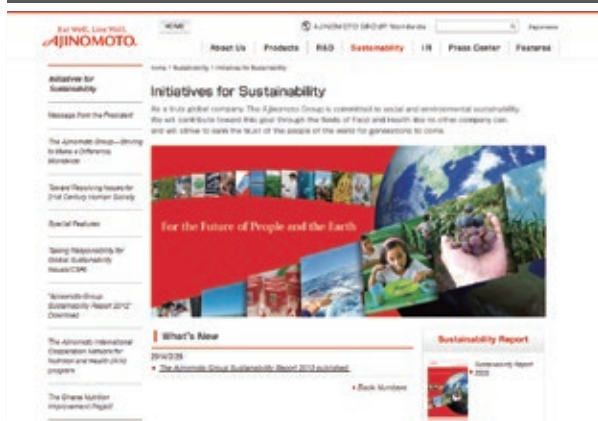 Eat Well, Live Well.
AJINOMOTO.
HOME
AJINOMOTO GROUP Worldwide
Japanese
About Us
Products
R&D
Sustainability
IR
Press Center
Features
Home > Sustainability > Initiatives for Sustainability
Initiatives for
Sustainability
Message from the President
The Ajinomoto Group—Striving
to Make a Difference,
Worldwide
Toward Resolving Issues for
21st Century Human Society
Special Features
Taking Responsibility for
Global Sustainability
Issues/CSR
"Ajinomoto Group
Sustainability Report 2012"
Download
The Ajinomoto International
Cooperation Network for
Nutrition and Health (AIN)
program
The Ghana Nutrition
Improvement Project
Initiatives for Sustainability
As a truly global company, The Ajinomoto Group is committed to social and environmental sustainability.
We will contribute toward this goal through the fields of Food and Health like no other company can,
and will strive to earn the trust of the people of the world for generations to come.
For the Future of People and the Earth
What's New
The Ajinomoto Group Sustainability Report 2013 published
Back Numbers
Sustainability Report
Sustainability Report